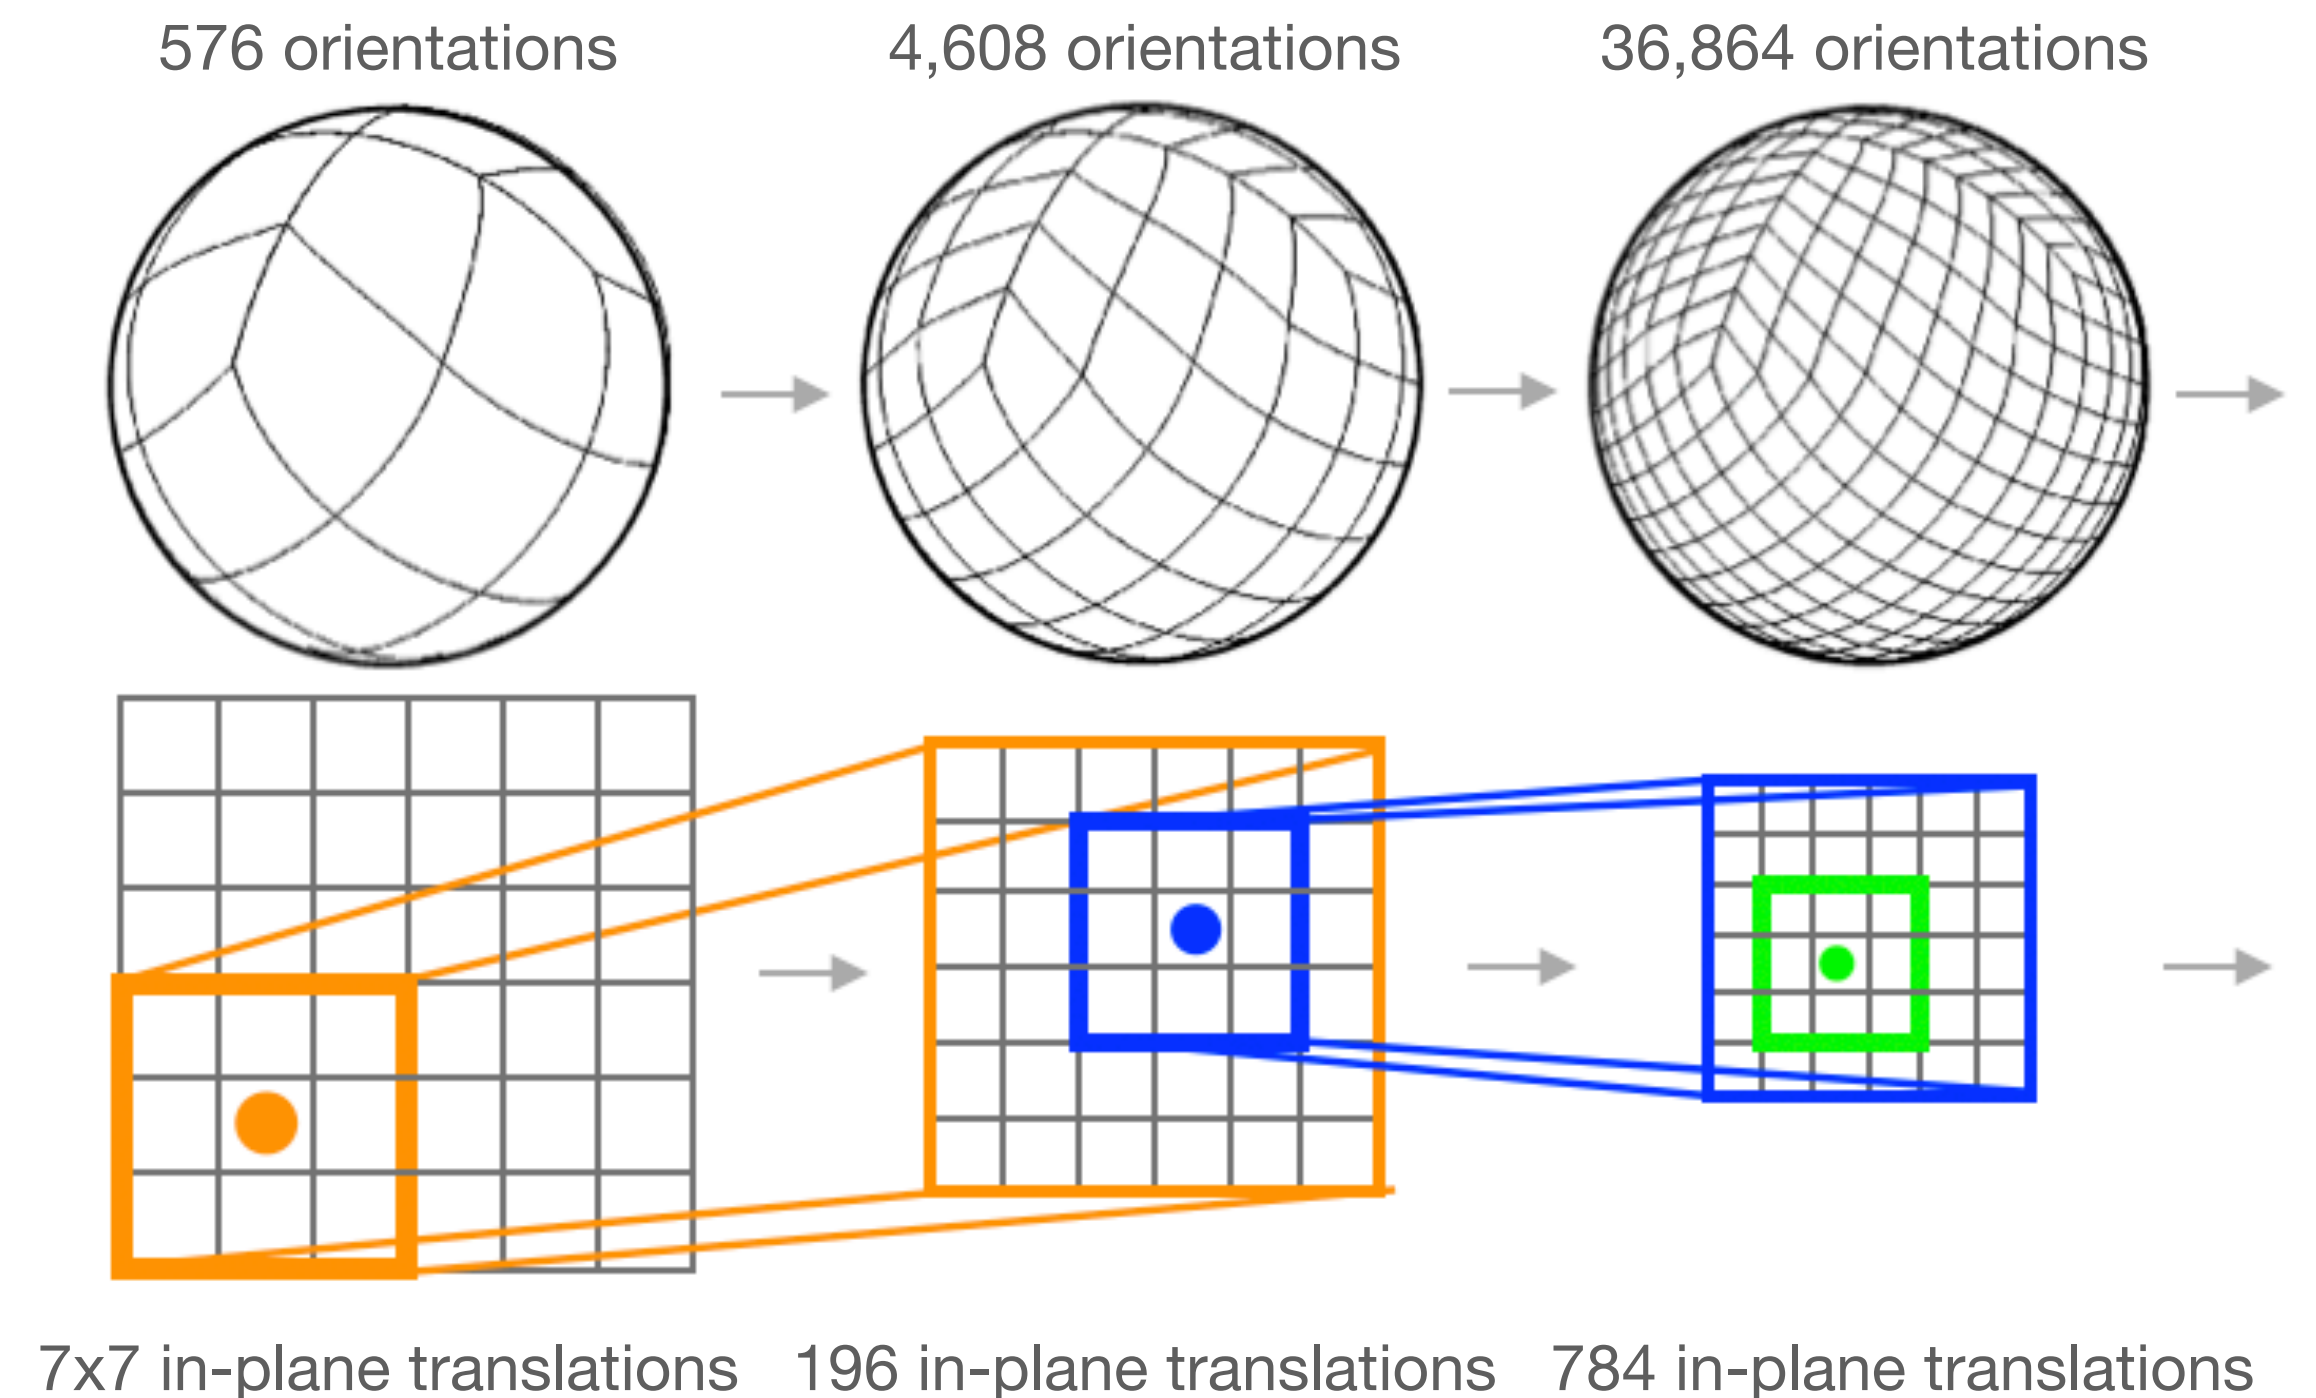 576 orientations
4,608 orientations
36,864 orientations
7x7 in-plane translations
196 in-plane translations
784 in-plane translations